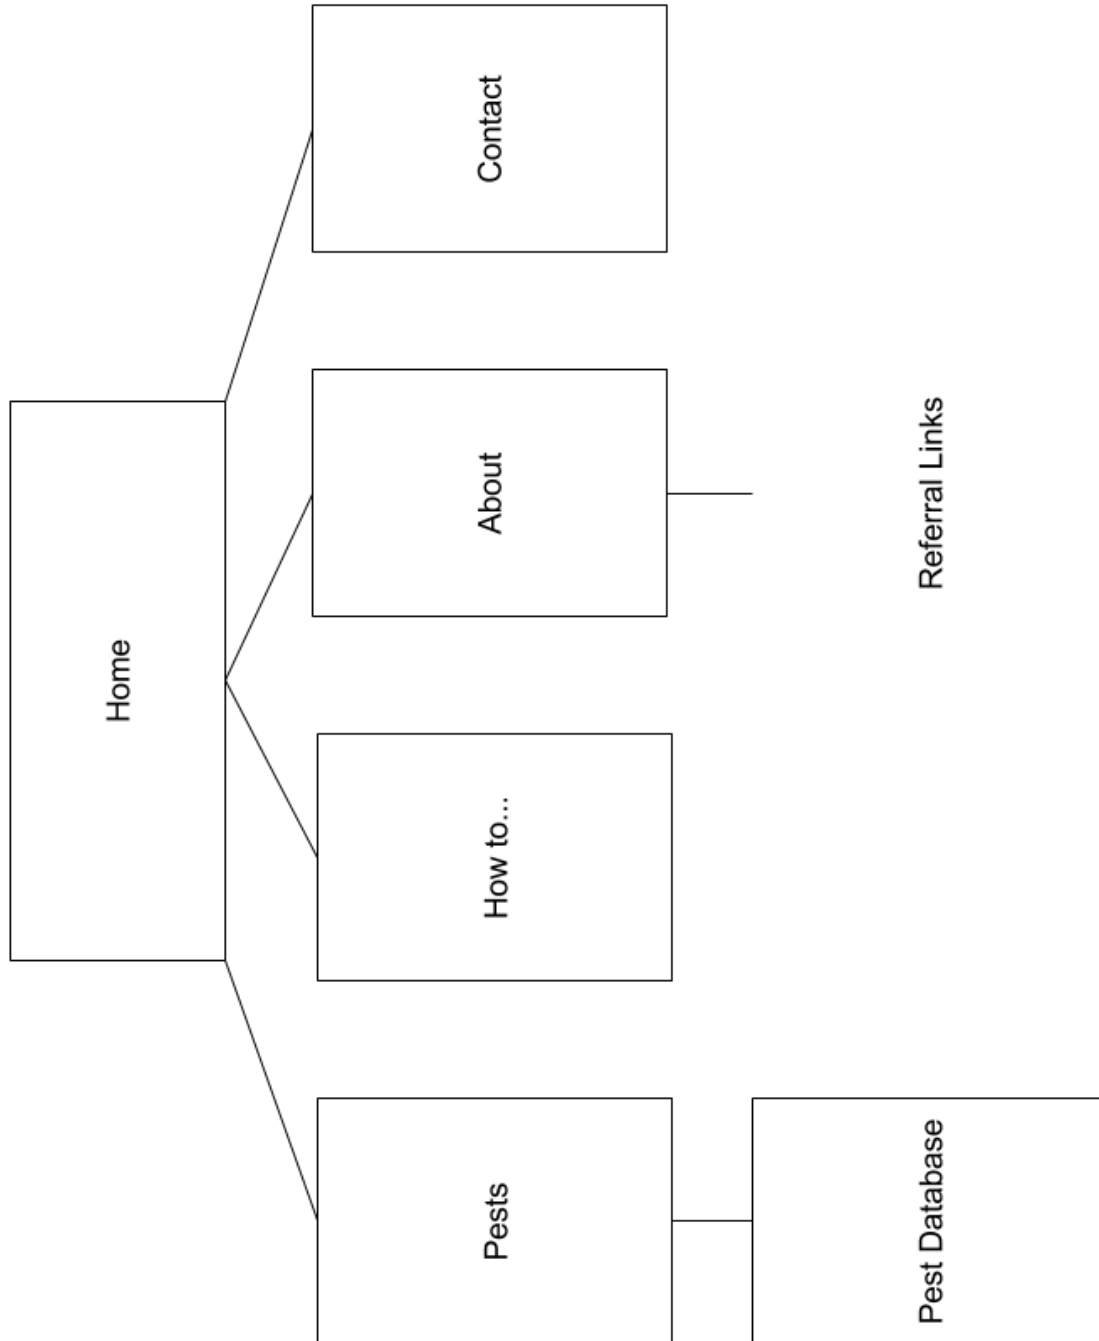 Home
Pests
How to...
About
Contact
Pest Database
Referral Links